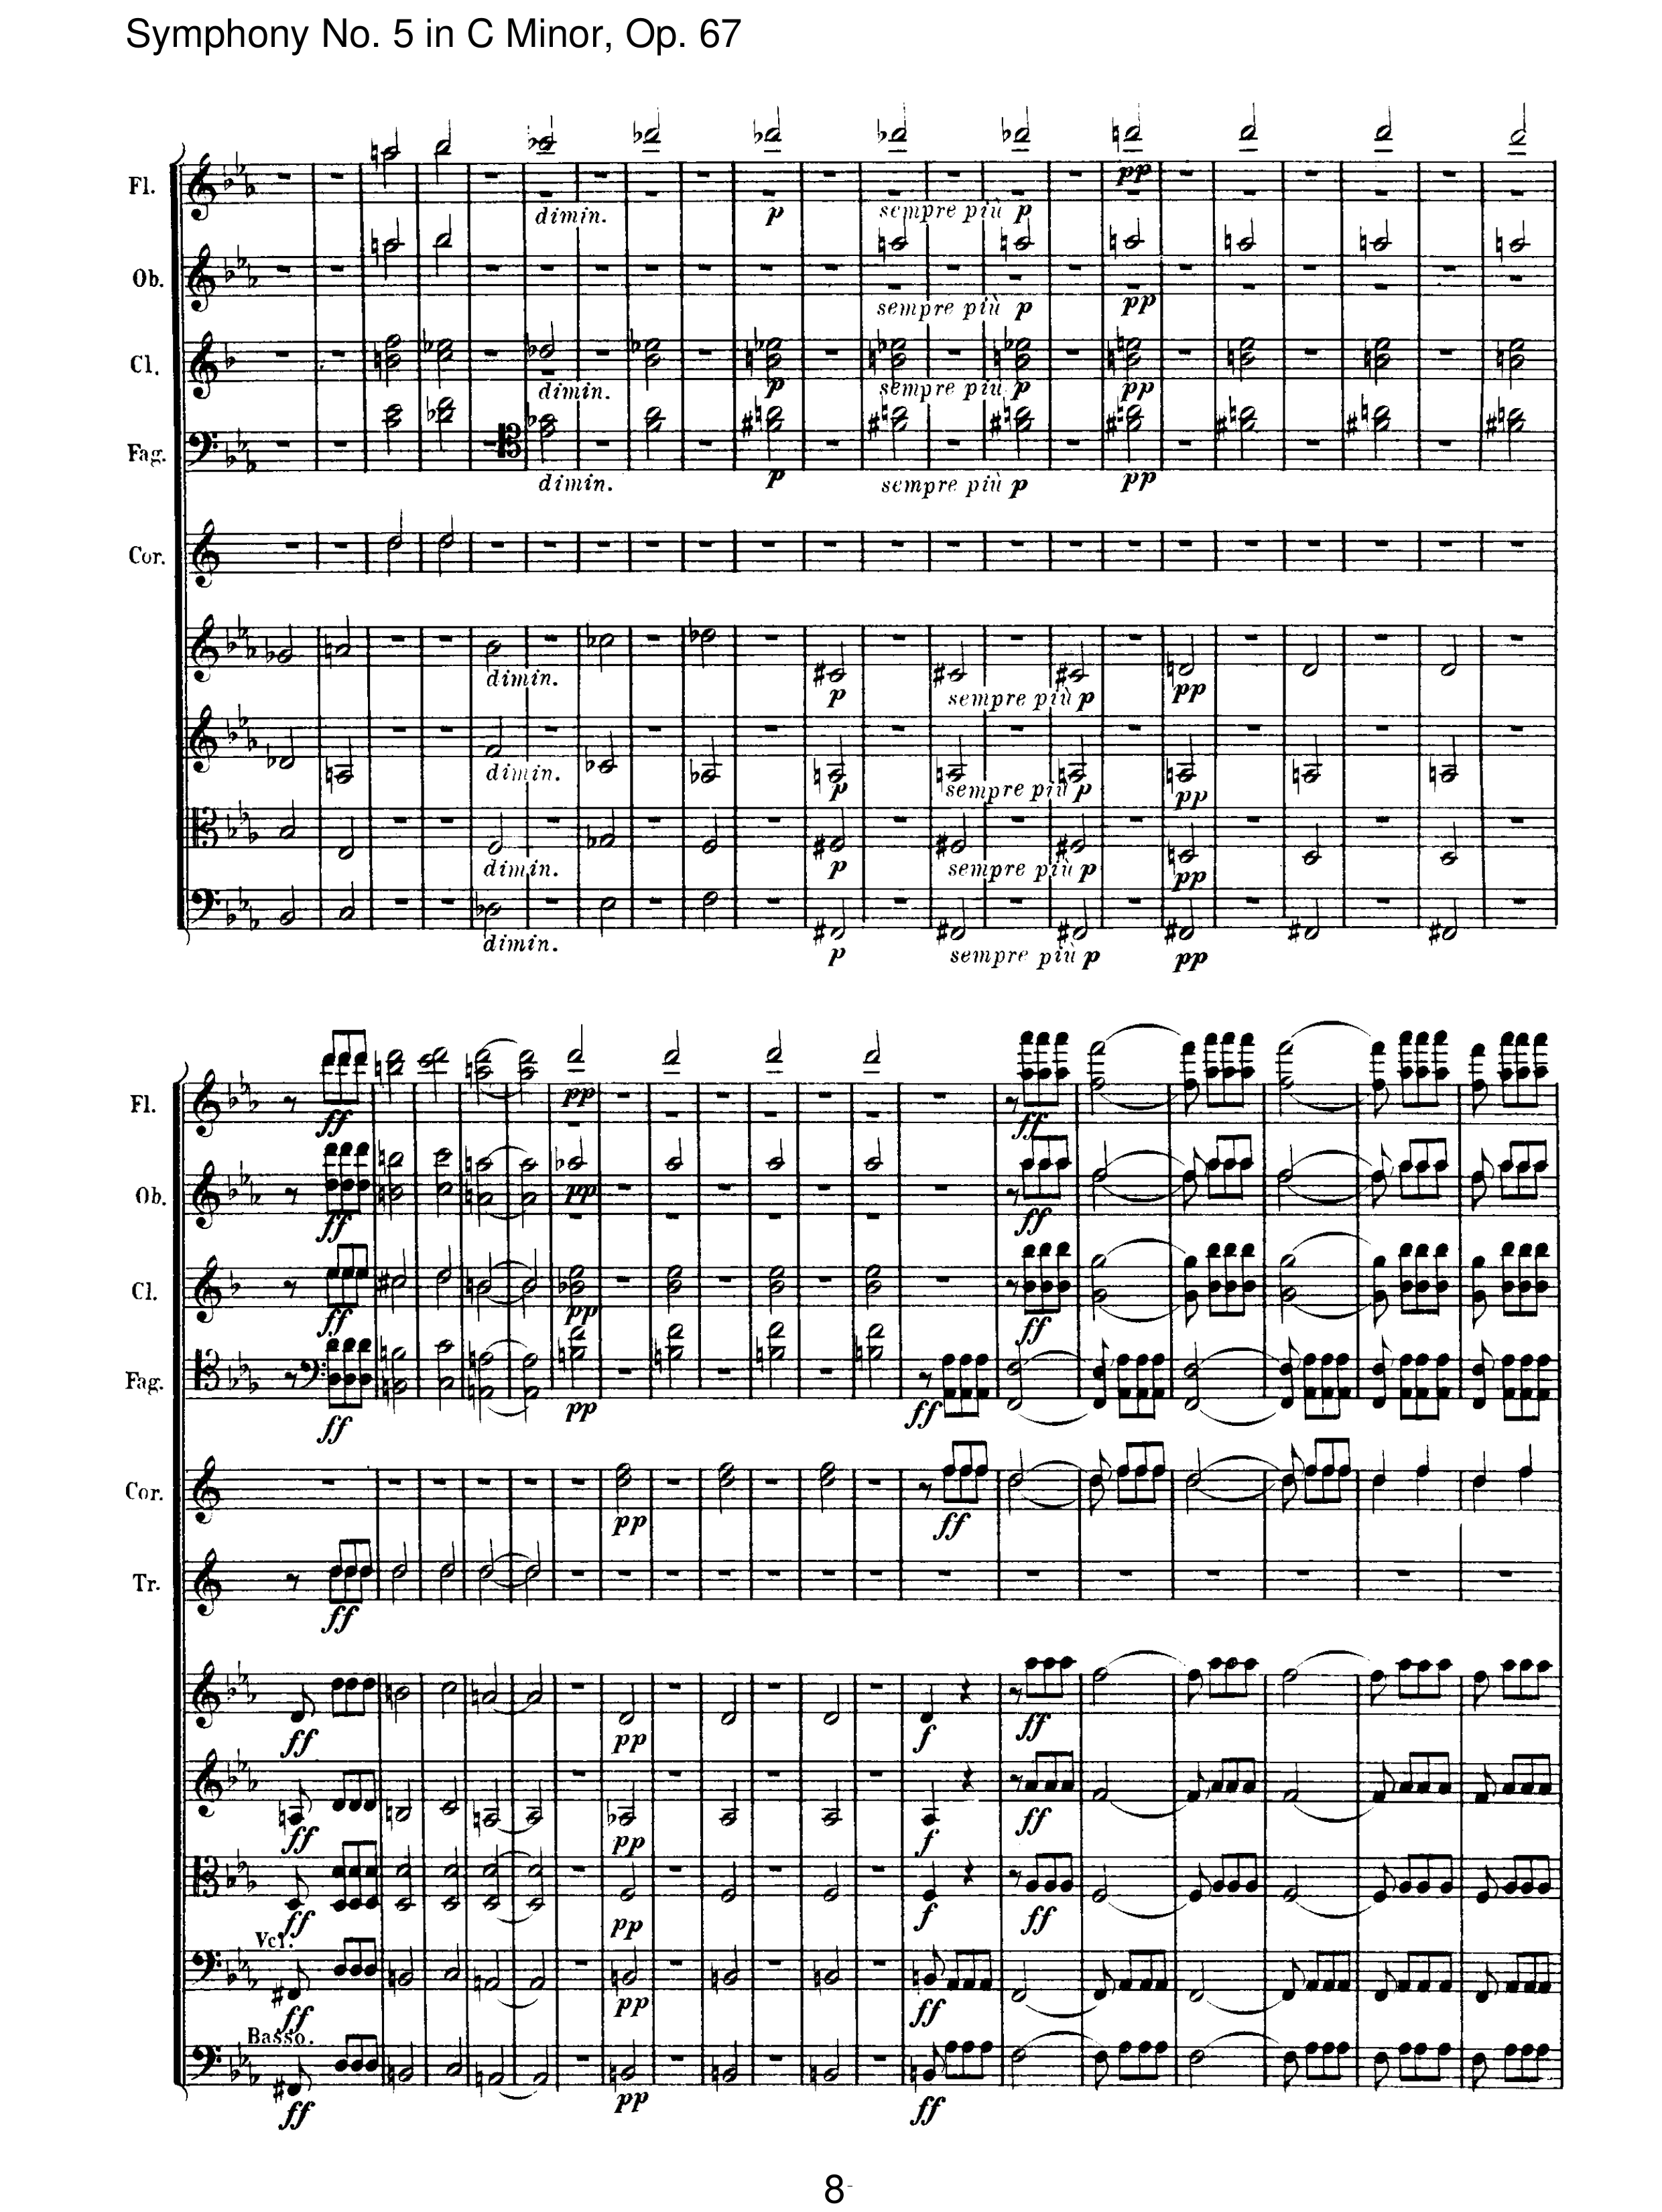 Symphony No. 5 in C Minor, Op. 67
Fl.
pp
dimin.
p
sempre più p
Ob.
sempre più p
pp
Cl.
dimin.
p
sempre più p
pp
Fag.
dimin.
p
sempre più p
pp
Cor.
dimin.
p
sempre più p
pp
dimin.
p
sempre più p
pp
dimin.
p
sempre più p
pp
dimin.
p
sempre più p
pp
Fl.
ff
pp
ff
Ob.
ff
pp
ff
Cl.
ff
pp
ff
Fag.
ff
pp
ff
Cor.
pp
ff
Tr.
ff
ff
pp
f
ff
ff
pp
f
ff
ff
pp
f
ff
Vcl.
ff
pp
ff
Basso.
ff
pp
ff
8